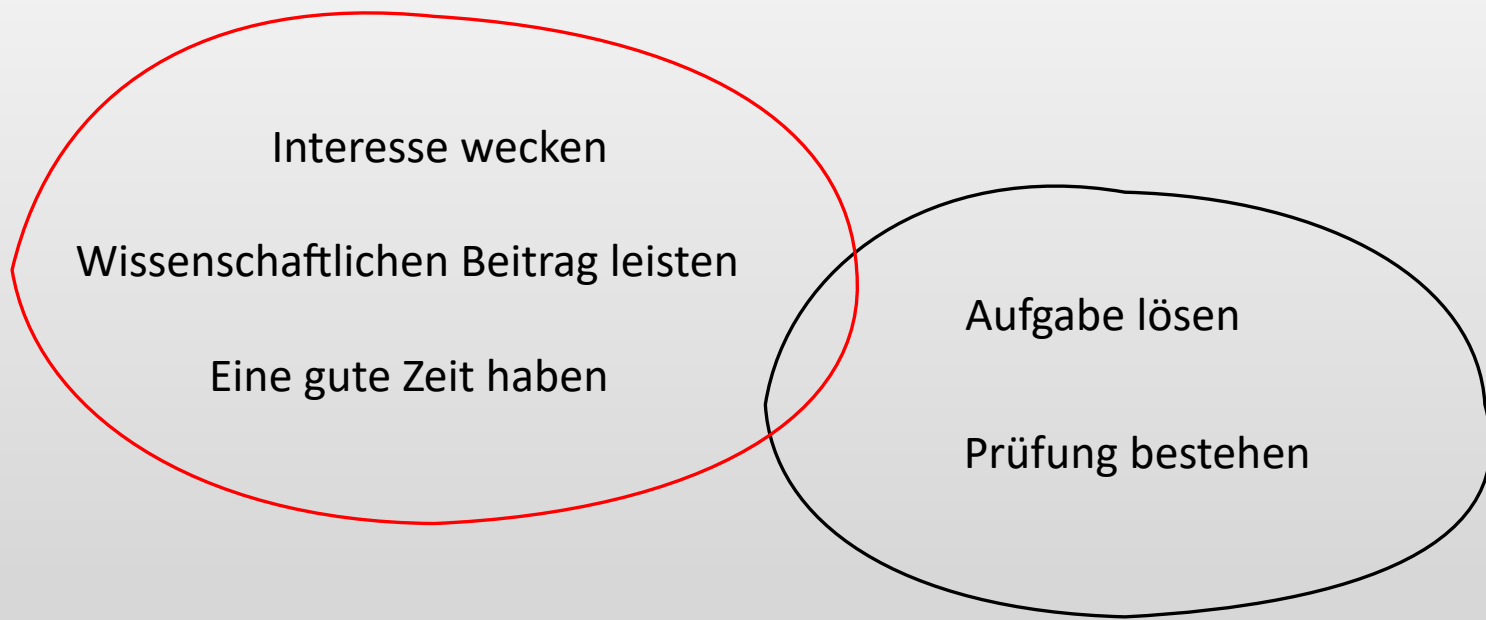 Interesse wecken
Wissenschaftlichen Beitrag leisten
Eine gute Zeit haben
Aufgabe lösen
Prüfung bestehen